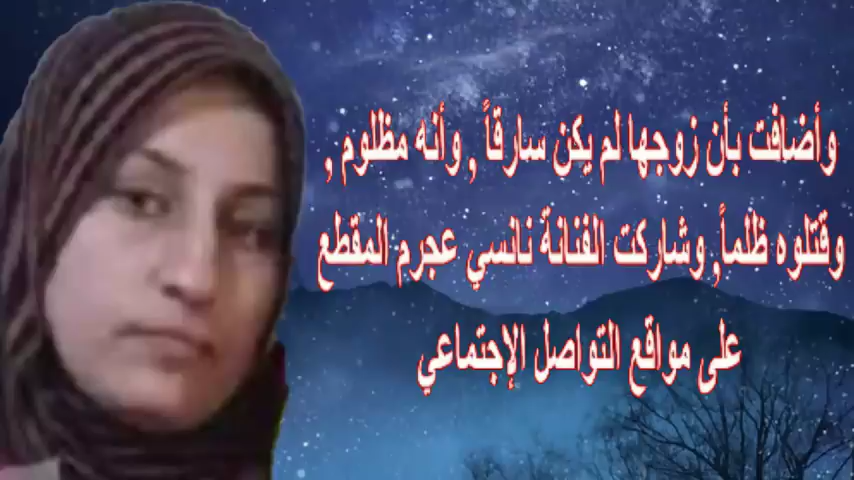 وأضافت بأن زوجها لم يكن سارقاً , وأنه مظلوم ,
وقتلوه ظلماً, وشاركت الفنانة نانسي عجرم المقطع
على مواقع التواصل الإجتماعي